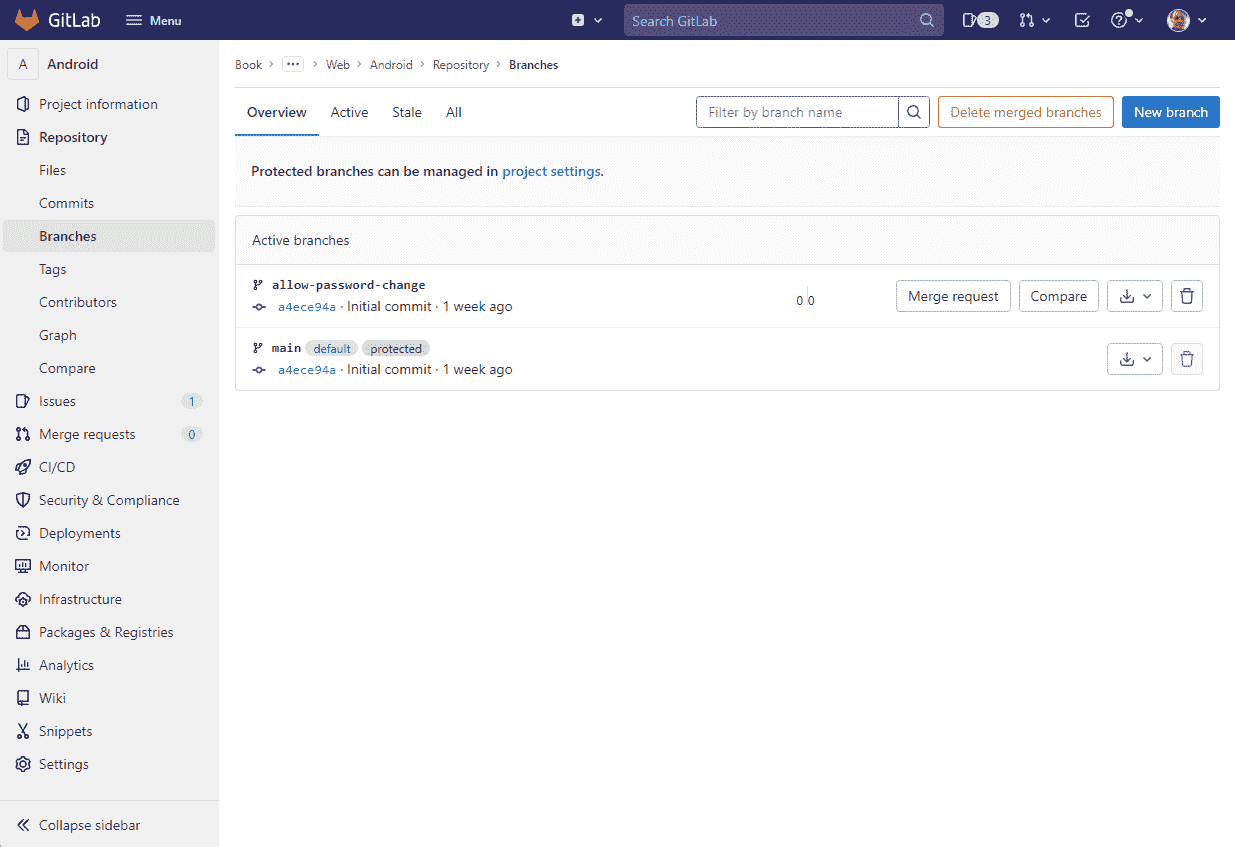 GitLab Menu Search GitLab 3
A Android
Book > ... > Web > Android > Repository > Branches
Project information
Repository
Files
Commits
Branches
Tags
Contributors
Graph
Compare
Issues 1
Merge requests 0
CI/CD
Security & Compliance
Deployments
Monitor
Infrastructure
Packages & Registries
Analytics
Wiki
Snippets
Settings
Collapse sidebar
Overview Active Stale All Filter by branch name Delete merged branches New branch
Protected branches can be managed in project settings.
Active branches
allow-password-change
a4ece94a · Initial commit · 1 week ago
0 0 Merge request Compare
main default protected
a4ece94a · Initial commit · 1 week ago